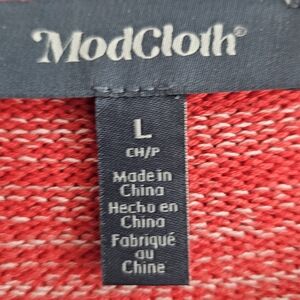 ModCloth®
L
CH/P
Made in
China
Hecho en
China
Fabriqué
au
Chine